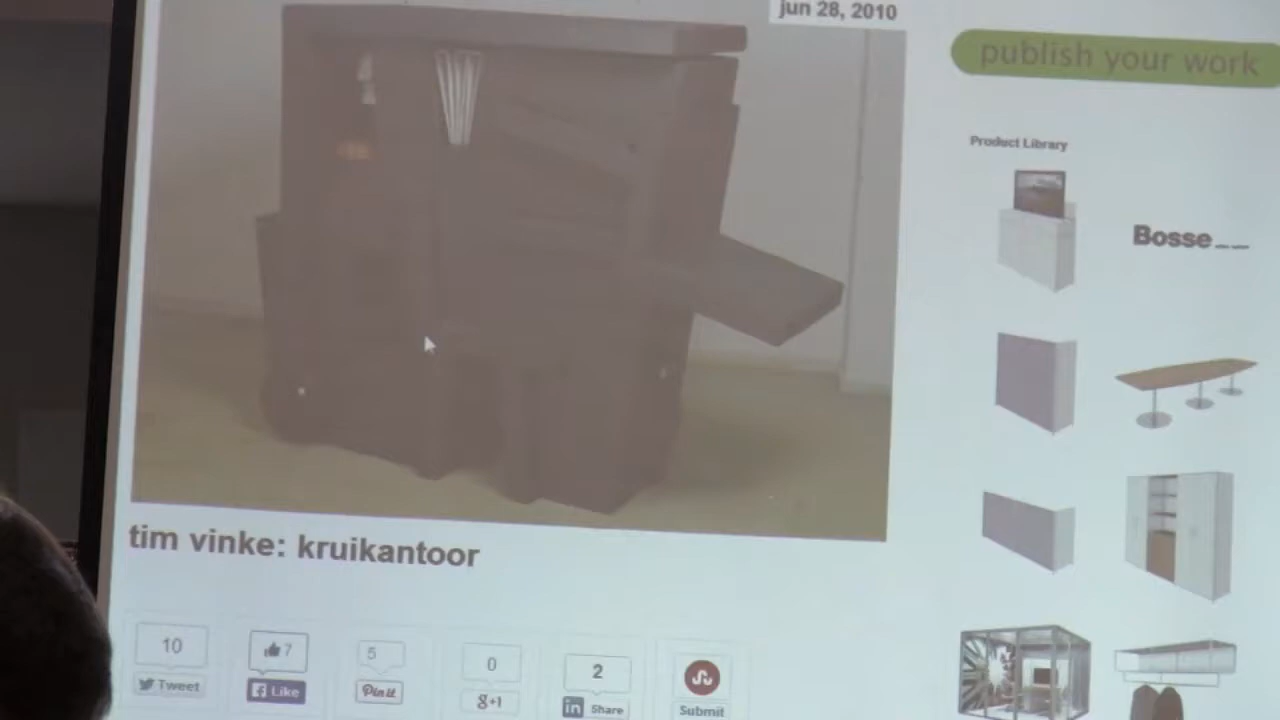 jun 28, 2010
publish your work
Product Library
Bosse
tim vinke: kruikantoor
10
7
5
0
2
Tweet
Like
Pin it
g+1
in Share
Submit